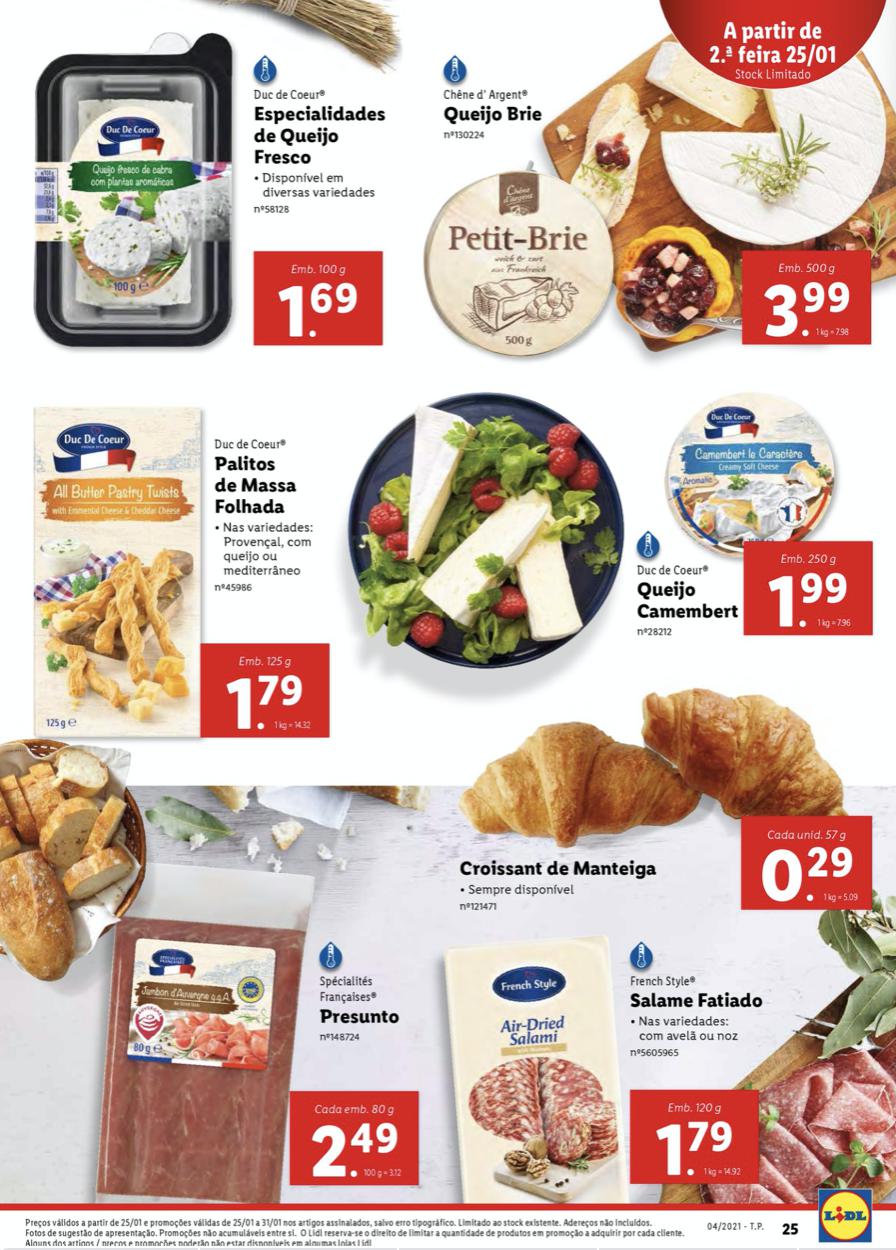 A partir de
2.ª feira 25/01
Stock Limitado
Duc de Coeur®
Especialidades
de Queijo
Fresco
• Disponível em
diversas variedades
nº58128
Duc De Coeur
Queijo fresco de cabra
com plantas aromáticas
100 g e
Emb. 100 g
1.69
Chêne d' Argent®
Queijo Brie
nº130224
Chêne
d'argent
Petit-Brie
weich & zart
aus Frankreich
500 g
Emb. 500 g
3.99
1 kg = 7.98
Duc De Coeur
All Butter Pastry Twists
with Emmental Cheese & Cheddar Cheese
125 g e
Duc de Coeur®
Palitos
de Massa
Folhada
• Nas variedades:
Provençal, com
queijo ou
mediterrâneo
nº45986
Emb. 125 g
1.79
1 kg = 14.32
Duc De Coeur
Camembert le Caractère
Creamy Soft Cheese
Aromatic
Duc de Coeur®
Queijo
Camembert
nº28212
Emb. 250 g
1.99
1 kg = 7.96
Croissant de Manteiga
• Sempre disponível
nº121471
Cada unid. 57 g
0.29
1 kg = 5.09
Jambon d'Auvergne g.g.A.
80 g e
Spécialités
Françaises®
Presunto
nº148724
Cada emb. 80 g
2.49
100 g = 3.12
French Style
Air-Dried
Salami
French Style®
Salame Fatiado
• Nas variedades:
com avelã ou noz
nº5605965
Emb. 120 g
1.79
1 kg = 14.92
Preços válidos a partir de 25/01 e promoções válidas de 25/01 a 31/01 nos artigos assinalados, salvo erro tipográfico. Limitado ao stock existente. Adereços não incluídos.
Fotos de sugestão de apresentação. Promoções não acumuláveis entre si. O Lidl reserva-se o direito de limitar a quantidade de produtos em promoção a adquirir por cada cliente.
Alguns dos artigos / preços e promoções poderão não estar disponíveis em algumas lojas Lidl
04/2021 - T.P.
25
LiDL